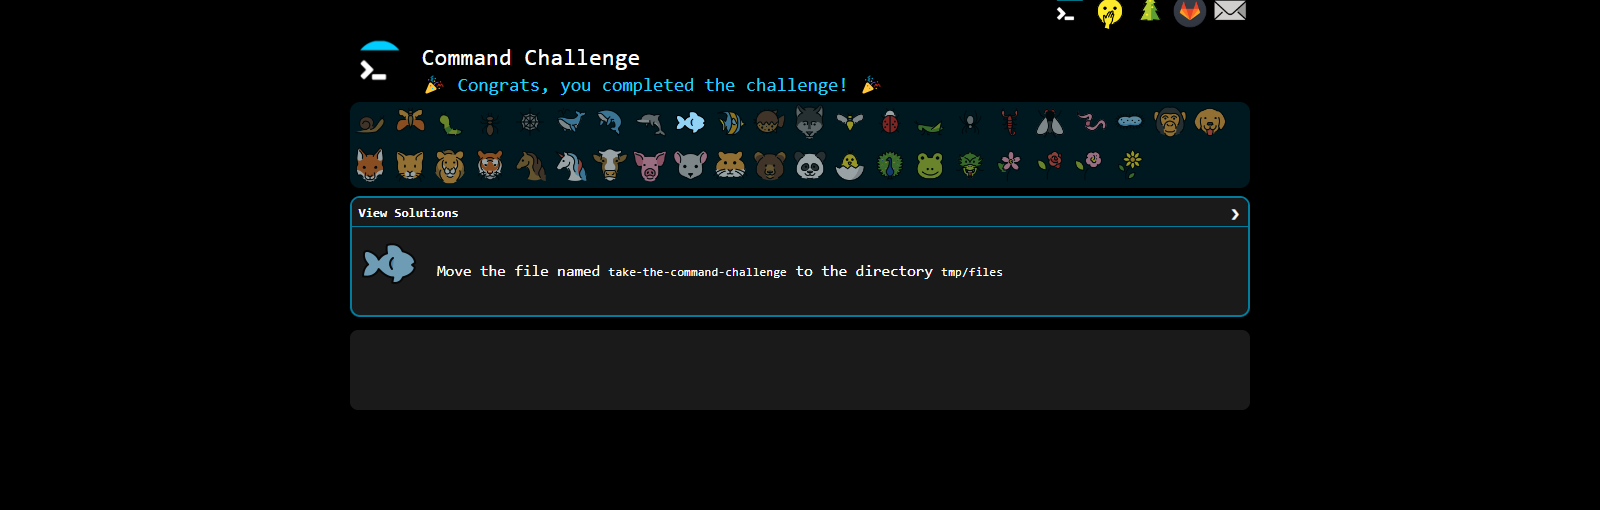 Command Challenge
🎉 Congrats, you completed the challenge! 🎉
View Solutions
Move the file named take-the-command-challenge to the directory tmp/files